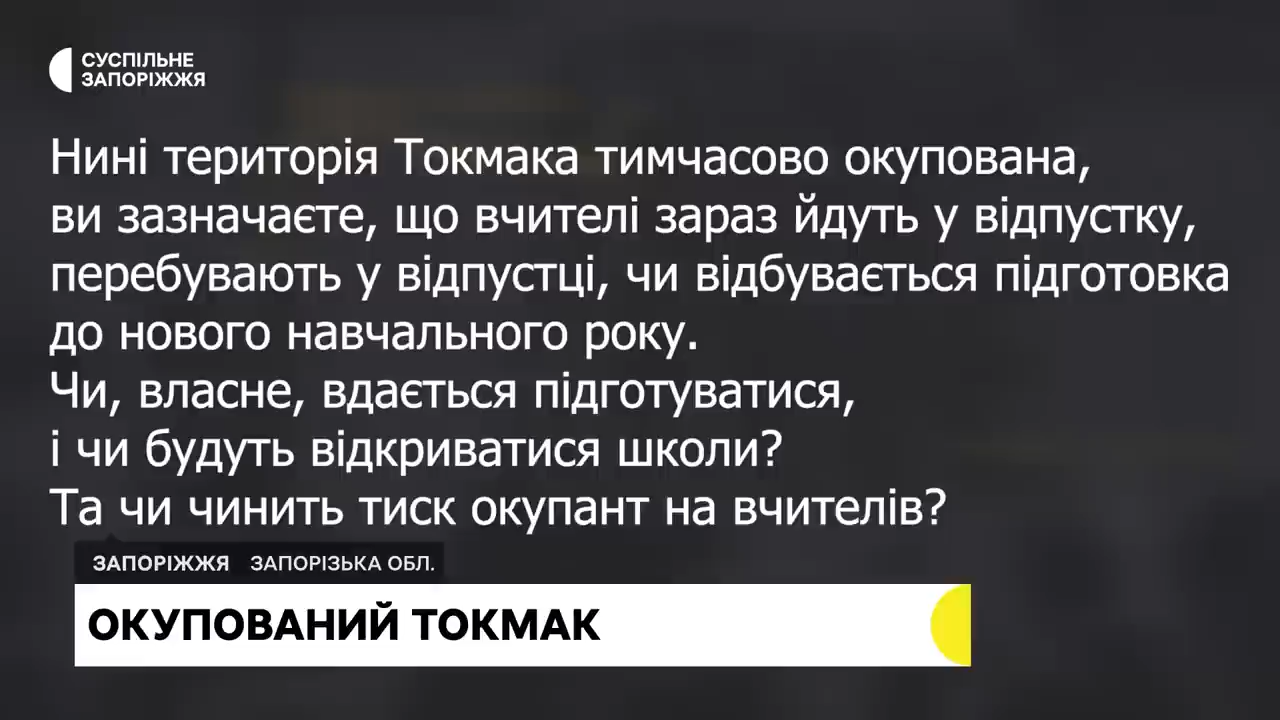 СУСПІЛЬНЕ
ЗАПОРІЖЖЯ
Нині територія Токмака тимчасово окупована,
ви зазначаєте, що вчителі зараз йдуть у відпустку,
перебувають у відпустці, чи відбувається підготовка
до нового навчального року.
Чи, власне, вдається підготуватися,
і чи будуть відкриватися школи?
Та чи чинить тиск окупант на вчителів?
ЗАПОРІЖЖЯ ЗАПОРІЗЬКА ОБЛ.
ОКУПОВАНИЙ ТОКМАК